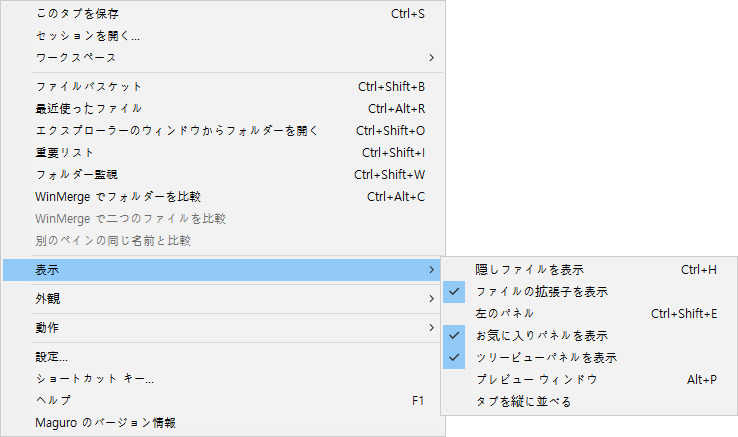 このタブを保存 Ctrl+S
セッションを開く...
ワークスペース
ファイルバスケット Ctrl+Shift+B
最近使ったファイル Ctrl+Alt+R
エクスプローラーのウィンドウからフォルダーを開く Ctrl+Shift+O
重要リスト Ctrl+Shift+I
フォルダー監視 Ctrl+Shift+W
WinMerge でフォルダーを比較 Ctrl+Alt+C
WinMerge で二つのファイルを比較
別のペインの同じ名前と比較
表示
外観
動作
設定...
ショートカット キー...
ヘルプ F1
Maguro のバージョン情報
隠しファイルを表示 Ctrl+H
ファイルの拡張子を表示
左のパネル Ctrl+Shift+E
お気に入りパネルを表示
ツリービューパネルを表示
プレビュー ウィンドウ Alt+P
タブを縦に並べる